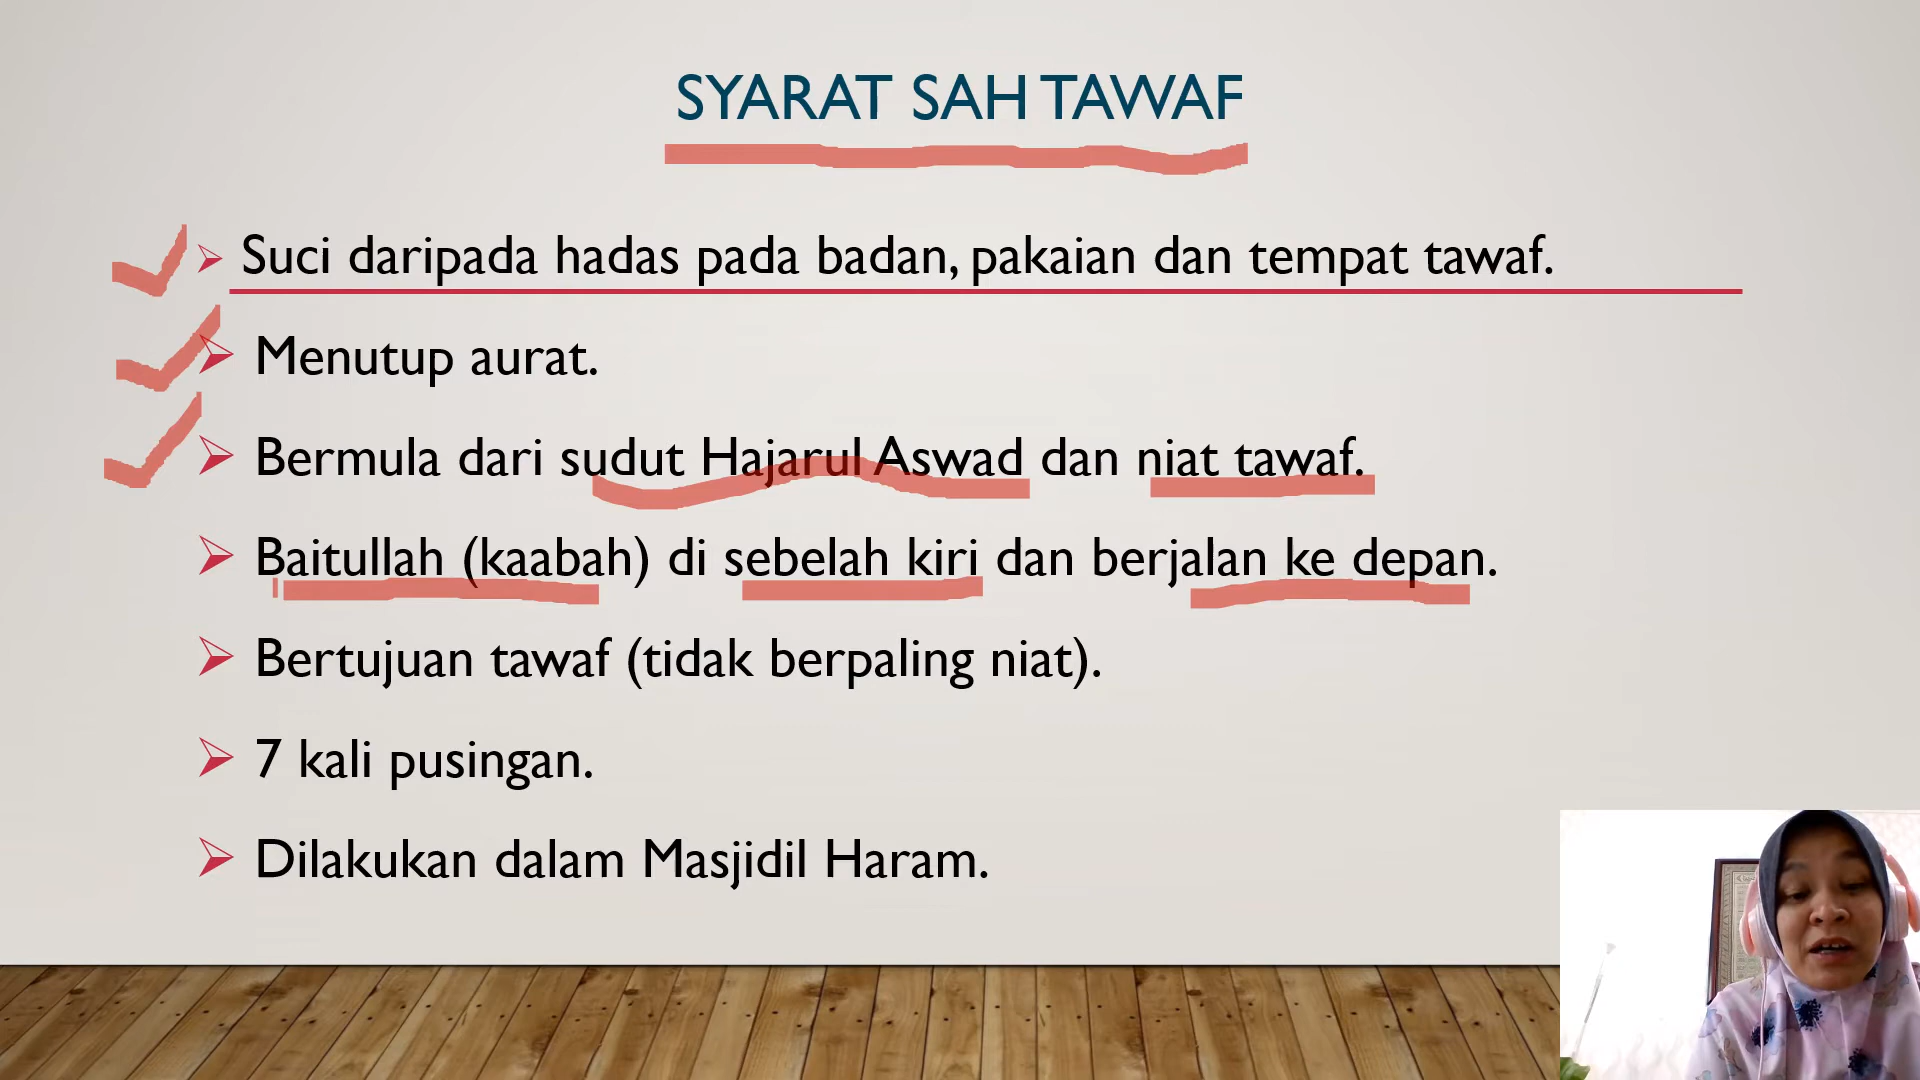 SYARAT SAH TAWAF
Suci daripada hadas pada badan, pakaian dan tempat tawaf.
Menutup aurat.
Bermula dari sudut Hajarul Aswad dan niat tawaf.
Baitullah (kaabah) di sebelah kiri dan berjalan ke depan.
Bertujuan tawaf (tidak berpaling niat).
7 kali pusingan.
Dilakukan dalam Masjidil Haram.